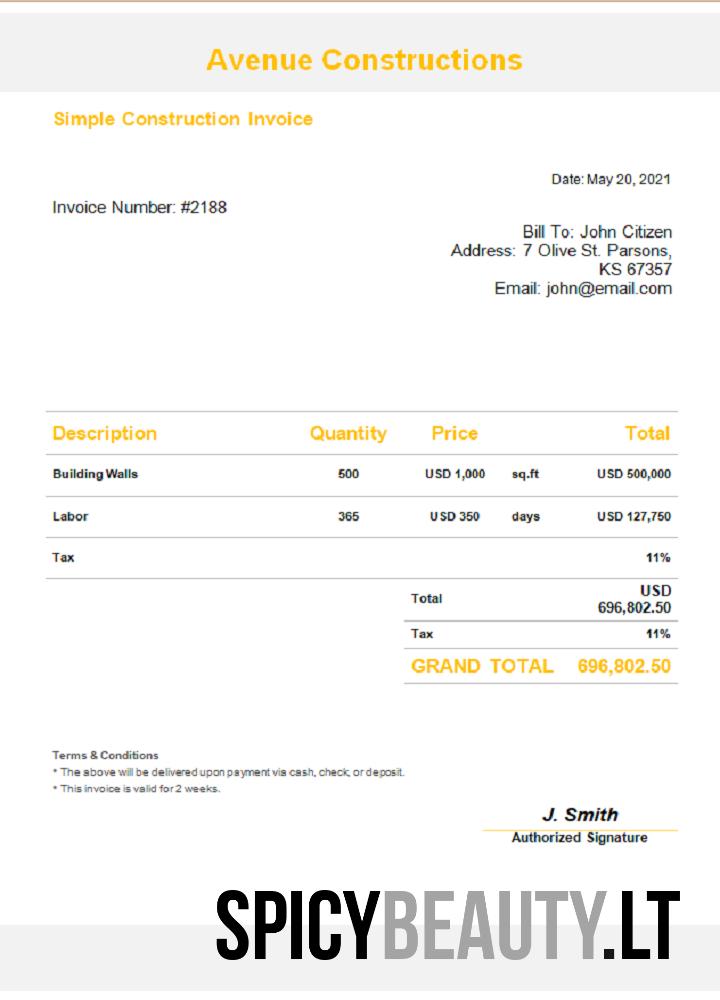 Avenue Constructions
Simple Construction Invoice
Date: May 20, 2021
Invoice Number: #2188
Bill To: John Citizen
Address: 7 Olive St. Parsons,
KS 67357
Email: john@email.com
Description Quantity Price Total
Building Walls 500 USD 1,000 sq.ft USD 500,000
Labor 365 USD 350 days USD 127,750
Tax 11%
Total USD
696,802.50
Tax 11%
GRAND TOTAL 696,802.50
Terms & Conditions
* The above will be delivered upon payment via cash, check, or deposit.
* This invoice is valid for 2 weeks.
J. Smith
Authorized Signature
SPICYBEAUTY.LT